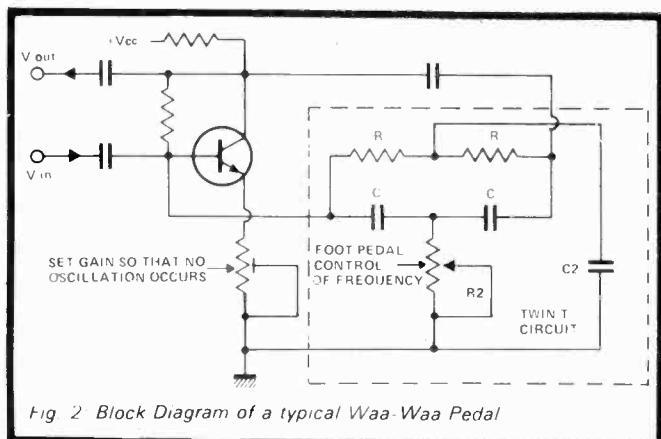 +Vcc
V out
V in
R
R
C
C
SET GAIN SO THAT NO
OSCILLATION OCCURS
FOOT PEDAL
CONTROL
OF FREQUENCY
R2
C2
TWIN T
CIRCUIT
Fig. 2 Block Diagram of a typical Waa-Waa Pedal